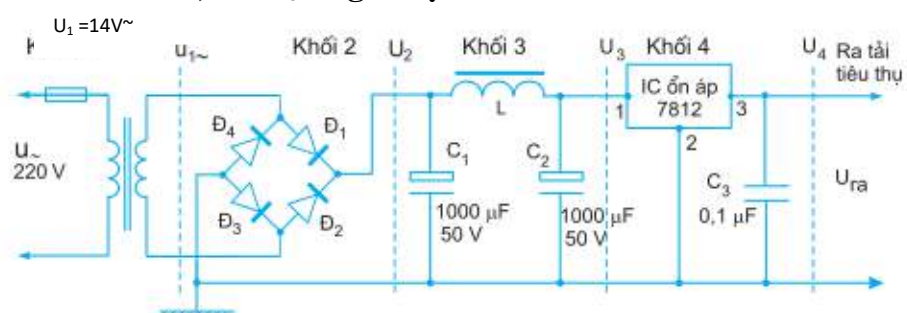 U₁ =14V~
u₁~
Khối 2
U₂
Khối 3
U₃
Khối 4
U₄
Ra tải
tiêu thụ
IC ổn áp
7812
1
3
2
L
Đ₄
Đ₁
Đ₃
Đ₂
C₁
1000 µF
50 V
C₂
1000 µF
50 V
C₃
0,1 µF
U~
220 V
Ura